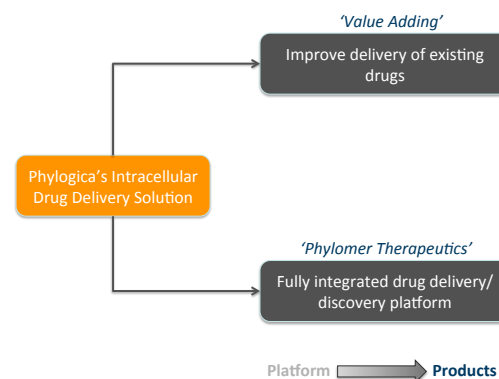 ‘Value Adding’
Improve delivery of existing
drugs
Phylogica’s Intracellular
Drug Delivery Solution
‘Phylomer Therapeutics’
Fully integrated drug delivery/
discovery platform
Platform Products